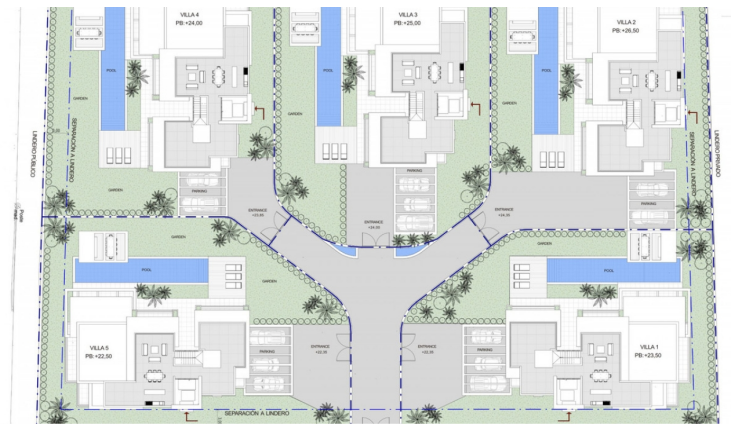 VILLA 4
PB:+24,00
VILLA 3
PB:+25,00
VILLA 2
PB:+26,50
POOL
POOL
POOL
GARDEN
GARDEN
GARDEN
SEPARACIÓN A LINDERO
SEPARACIÓN A LINDERO
LINDERO PÚBLICO
LINDERO PRIVADO
GARDEN
PARKING
PARKING
PARKING
ENTRANCE
ENTRANCE
ENTRANCE
+24,35
GARDEN
GARDEN
GARDEN
POOL
POOL
GARDEN
VILLA 5
PB:+22,50
PARKING
ENTRANCE
+22,35
ENTRANCE
PARKING
VILLA 1
PB:+23,50
SEPARACIÓN A LINDERO